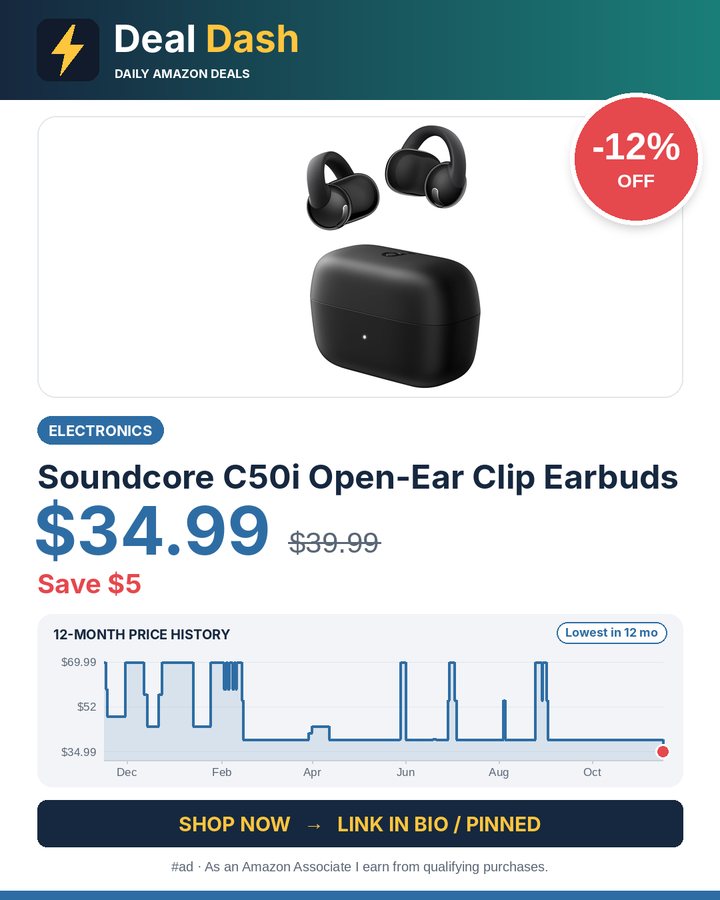 Deal Dash
DAILY AMAZON DEALS
-12%
OFF
ELECTRONICS
Soundcore C50i Open-Ear Clip Earbuds
$34.99 $39.99
Save $5
12-MONTH PRICE HISTORY
Lowest in 12 mo
$69.99
$52
$34.99
Dec Feb Apr Jun Aug Oct
SHOP NOW → LINK IN BIO / PINNED
#ad · As an Amazon Associate I earn from qualifying purchases.